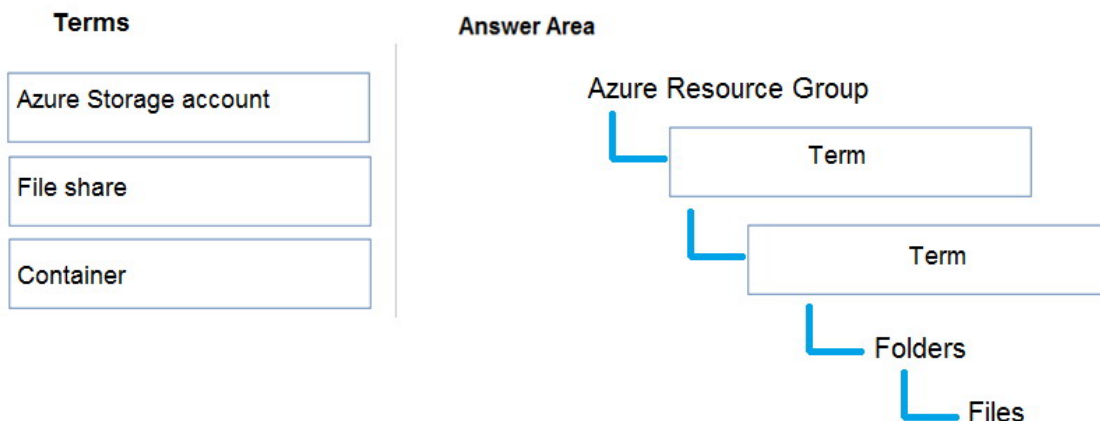 Terms
Azure Storage account
File share
Container
Answer Area
Azure Resource Group
Term
Term
Folders
Files